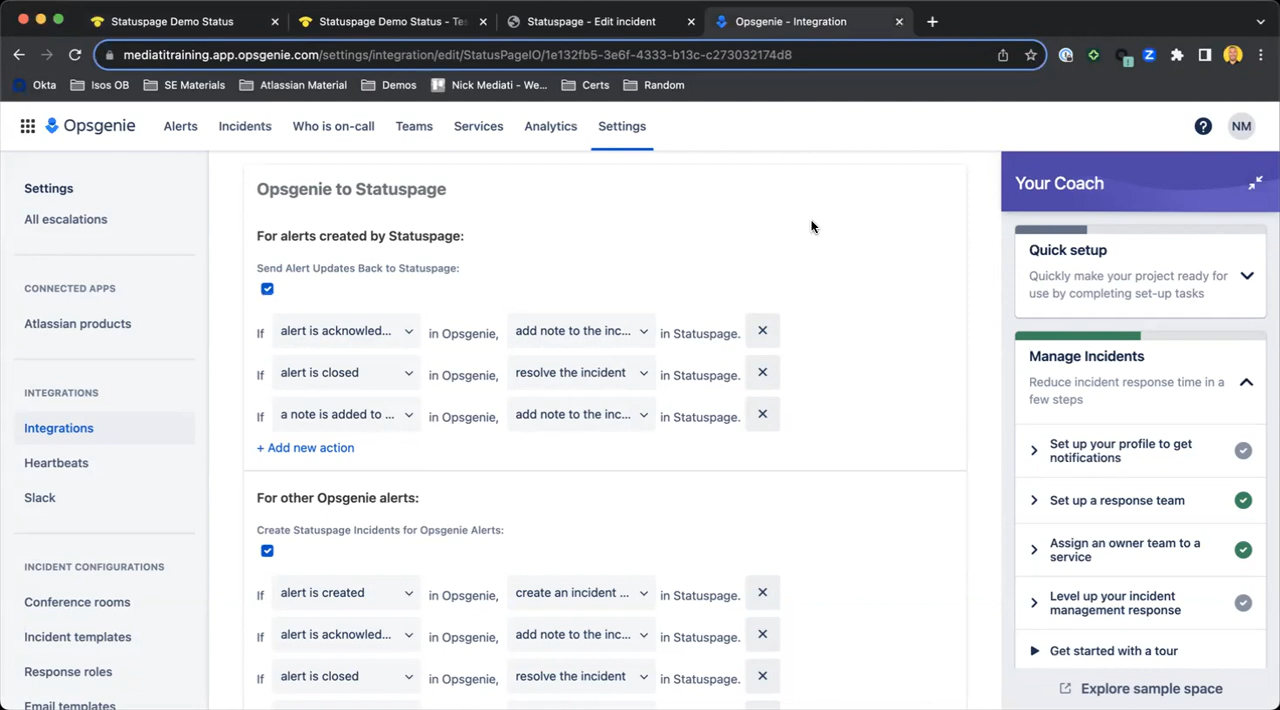 Statuspage Demo Status
Statuspage Demo Status - Tes
Statuspage - Edit incident
Opsgenie - Integration
mediatitraining.app.opsgenie.com/settings/integration/edit/StatusPageIO/1e132fb5-3e6f-4333-b13c-c273032174d8
Okta
Isos OB
SE Materials
Atlassian Material
Demos
Nick Mediati - We...
Certs
Random
Opsgenie
Alerts
Incidents
Who is on-call
Teams
Services
Analytics
Settings
NM
Settings
All escalations
CONNECTED APPS
Atlassian products
INTEGRATIONS
Integrations
Heartbeats
Slack
INCIDENT CONFIGURATIONS
Conference rooms
Incident templates
Response roles
Email templates
Opsgenie to Statuspage
For alerts created by Statuspage:
Send Alert Updates Back to Statuspage:
If alert is acknowled... in Opsgenie, add note to the inc... in Statuspage.
If alert is closed in Opsgenie, resolve the incident in Statuspage.
If a note is added to ... in Opsgenie, add note to the inc... in Statuspage.
+ Add new action
For other Opsgenie alerts:
Create Statuspage Incidents for Opsgenie Alerts:
If alert is created in Opsgenie, create an incident ... in Statuspage.
If alert is acknowled... in Opsgenie, add note to the inc... in Statuspage.
If alert is closed in Opsgenie, resolve the incident in Statuspage.
Your Coach
Quick setup
Quickly make your project ready for
use by completing set-up tasks
Manage Incidents
Reduce incident response time in a
few steps
Set up your profile to get
notifications
Set up a response team
Assign an owner team to a
service
Level up your incident
management response
Get started with a tour
Explore sample space